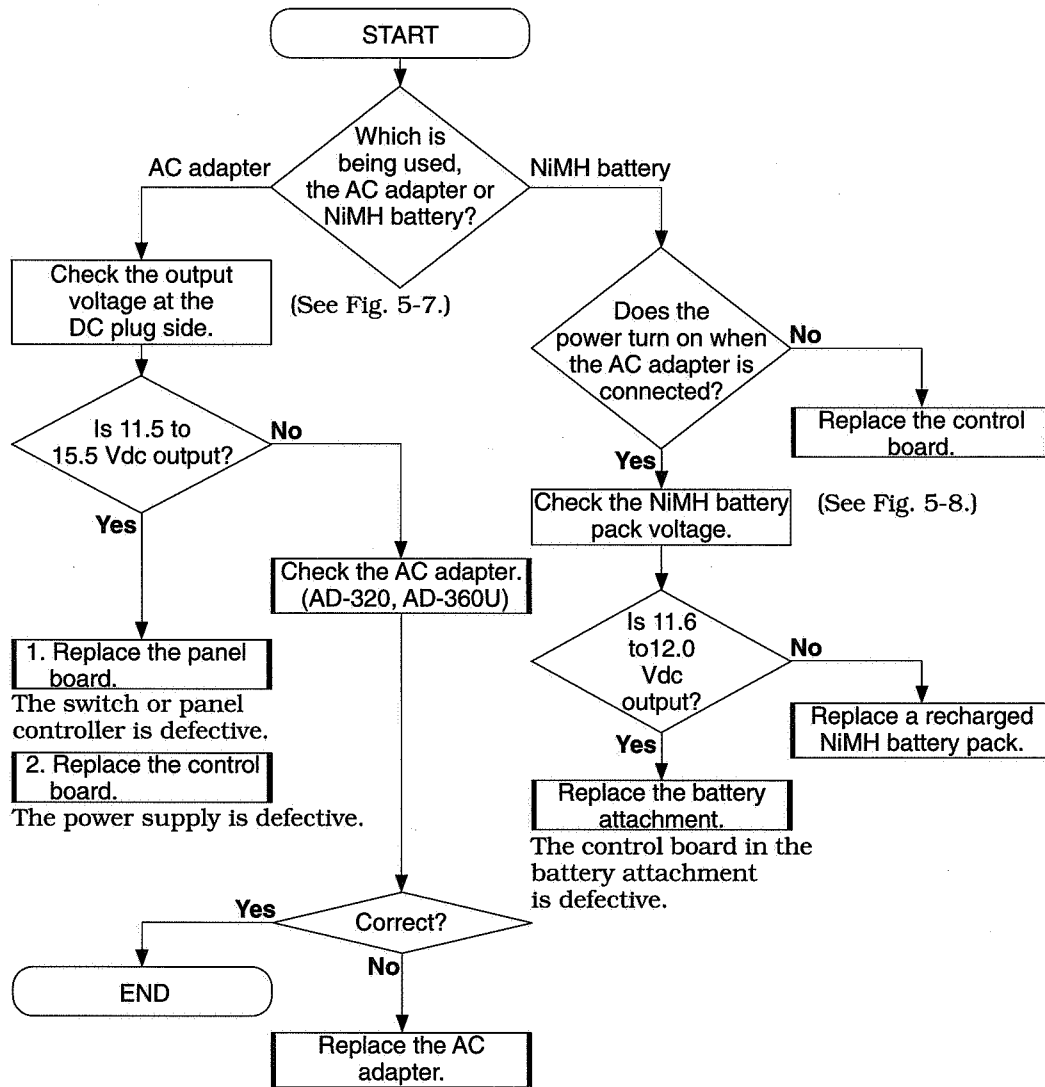 START
Which is
being used,
the AC adapter or
NiMH battery?
AC adapter
NiMH battery
Check the output
voltage at the
DC plug side.
(See Fig. 5-7.)
Is 11.5 to
15.5 Vdc output?
No
Yes
Check the AC adapter.
(AD-320, AD-360U)
1. Replace the panel
board.
The switch or panel
controller is defective.
2. Replace the control
board.
The power supply is defective.
Correct?
Yes
No
END
Replace the AC
adapter.
Does the
power turn on when
the AC adapter is
connected?
No
Replace the control
board.
Yes
Check the NiMH battery
pack voltage.
(See Fig. 5-8.)
Is 11.6
to12.0
Vdc
output?
No
Replace a recharged
NiMH battery pack.
Yes
Replace the battery
attachment.
The control board in the
battery attachment
is defective.